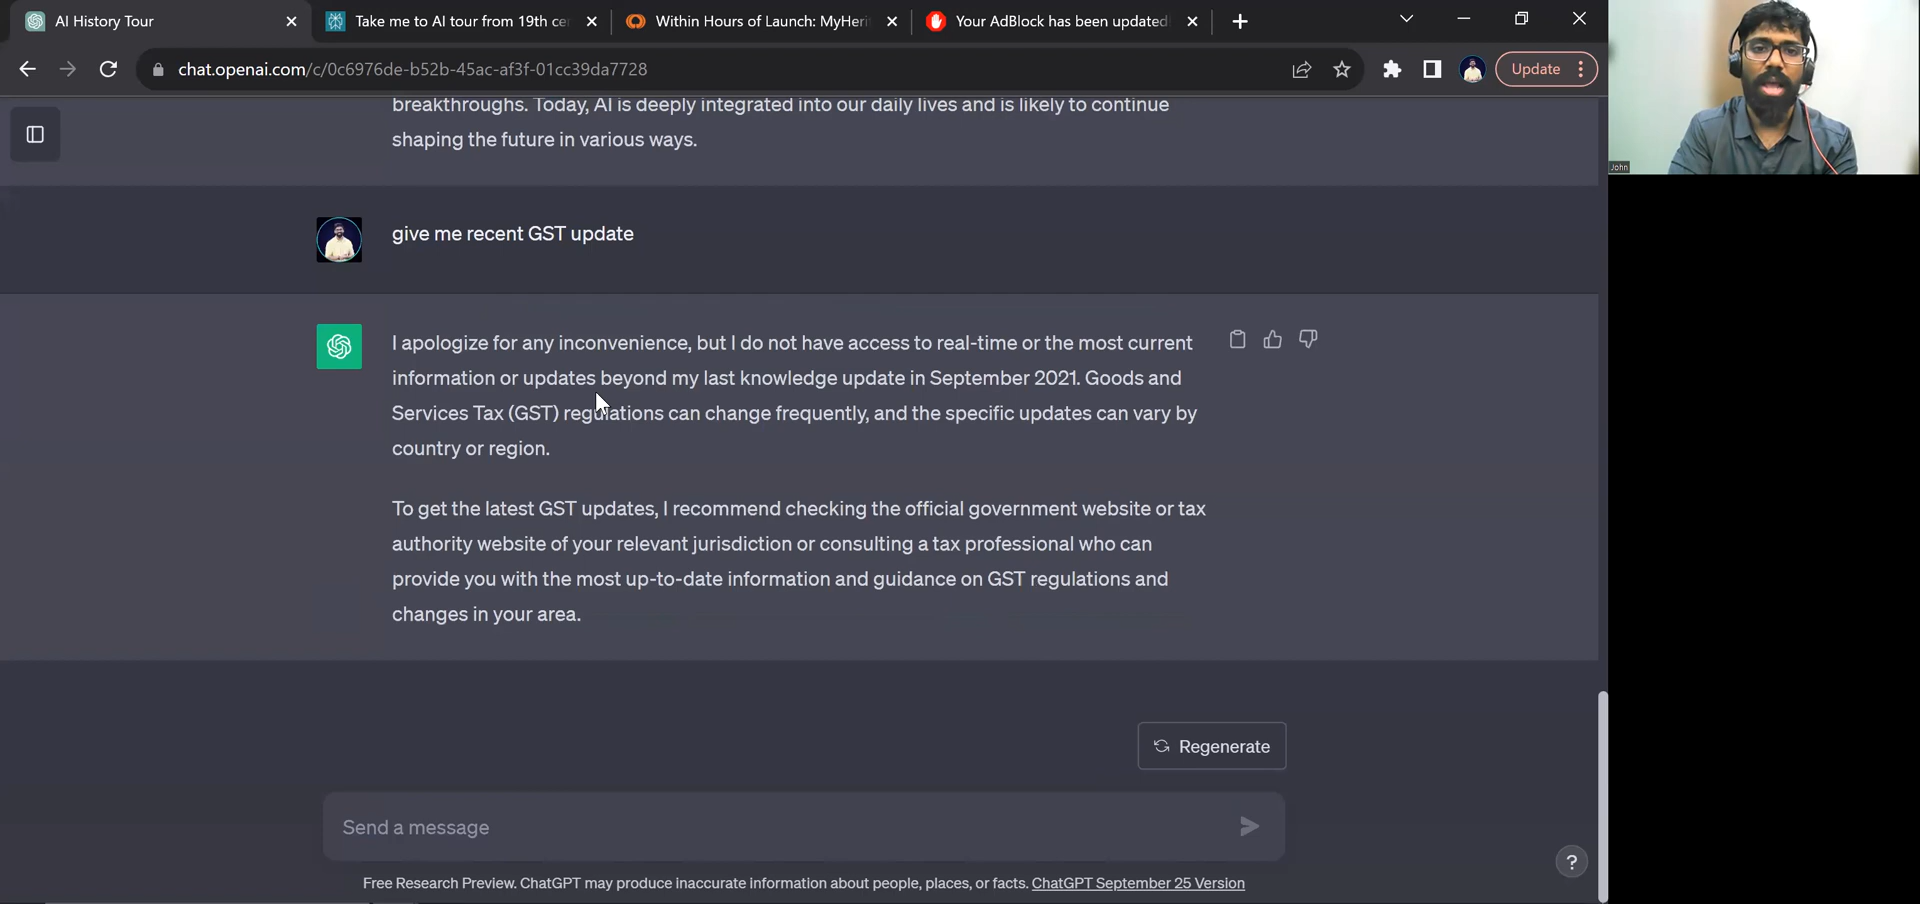 AI History Tour
Take me to AI tour from 19th ce
Within Hours of Launch: MyHeri
Your AdBlock has been updated
chat.openai.com/c/0c6976de-b52b-45ac-af3f-01cc39da7728
Update
John
breakthroughs. Today, AI is deeply integrated into our daily lives and is likely to continue
shaping the future in various ways.
give me recent GST update
I apologize for any inconvenience, but I do not have access to real-time or the most current
information or updates beyond my last knowledge update in September 2021. Goods and
Services Tax (GST) regulations can change frequently, and the specific updates can vary by
country or region.
To get the latest GST updates, I recommend checking the official government website or tax
authority website of your relevant jurisdiction or consulting a tax professional who can
provide you with the most up-to-date information and guidance on GST regulations and
changes in your area.
Regenerate
Send a message
?
Free Research Preview. ChatGPT may produce inaccurate information about people, places, or facts. ChatGPT September 25 Version